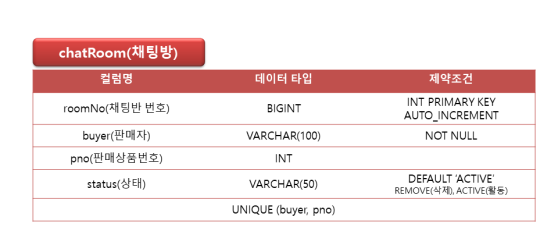 chatRoom(채팅방)
컬럼명 데이터 타입 제약조건
roomNo(채팅반 번호) BIGINT INT PRIMARY KEY
AUTO_INCREMENT
buyer(판매자) VARCHAR(100) NOT NULL
pno(판매상품번호) INT
status(상태) VARCHAR(50) DEFAULT ‘ACTIVE’
REMOVE(삭제), ACTIVE(활동)
UNIQUE (buyer, pno)